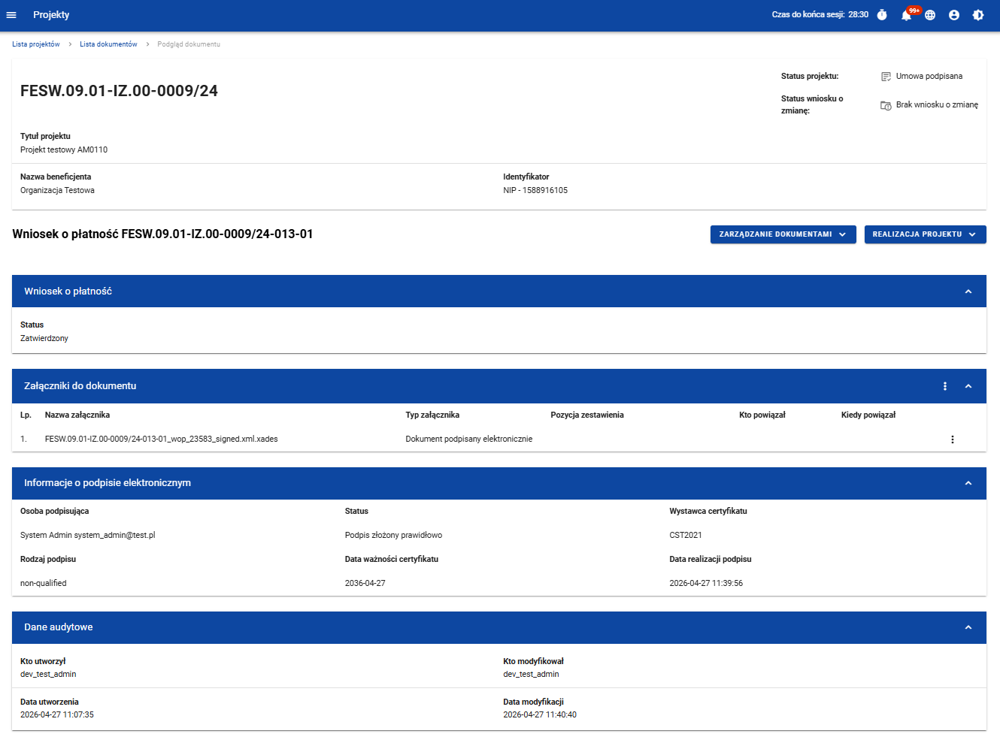 Projekty
Czas do końca sesji: 28:30
99+
Lista projektów > Lista dokumentów > Podgląd dokumentu
FESW.09.01-IZ.00-0009/24
Status projektu:
Umowa podpisana
Status wniosku o zmianę:
Brak wniosku o zmianę
Tytuł projektu
Projekt testowy AM0110
Nazwa beneficjenta
Organizacja Testowa
Identyfikator
NIP - 1588916105
Wniosek o płatność FESW.09.01-IZ.00-0009/24-013-01
ZARZĄDZANIE DOKUMENTAMI
REALIZACJA PROJEKTU
Wniosek o płatność
Status
Zatwierdzony
Załączniki do dokumentu
Lp. Nazwa załącznika Typ załącznika Pozycja zestawienia Kto powiązał Kiedy powiązał
1. FESW.09.01-IZ.00-0009/24-013-01_wop_23583_signed.xml.xades Dokument podpisany elektronicznie
Informacje o podpisie elektronicznym
Osoba podpisująca Status Wystawca certyfikatu
System Admin system_admin@test.pl Podpis złożony prawidłowo CST2021
Rodzaj podpisu Data ważności certyfikatu Data realizacji podpisu
non-qualified 2036-04-27 2026-04-27 11:39:56
Dane audytowe
Kto utworzył Kto modyfikował
dev_test_admin dev_test_admin
Data utworzenia Data modyfikacji
2026-04-27 11:07:35 2026-04-27 11:40:40